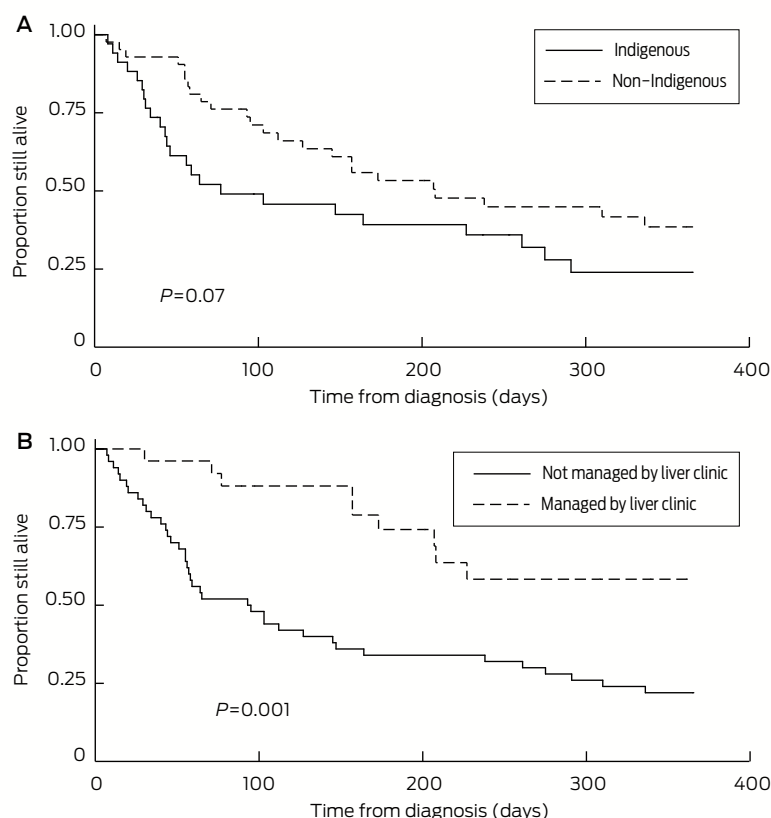 A
1.00
0.75
0.50
0.25
0
Proportion still alive
Indigenous
Non-Indigenous
P=0.07
0 100 200 300 400
Time from diagnosis (days)
B
1.00
0.75
0.50
0.25
0
Proportion still alive
Not managed by liver clinic
Managed by liver clinic
P=0.001
0 100 200 300 400
Time from diagnosis (days)